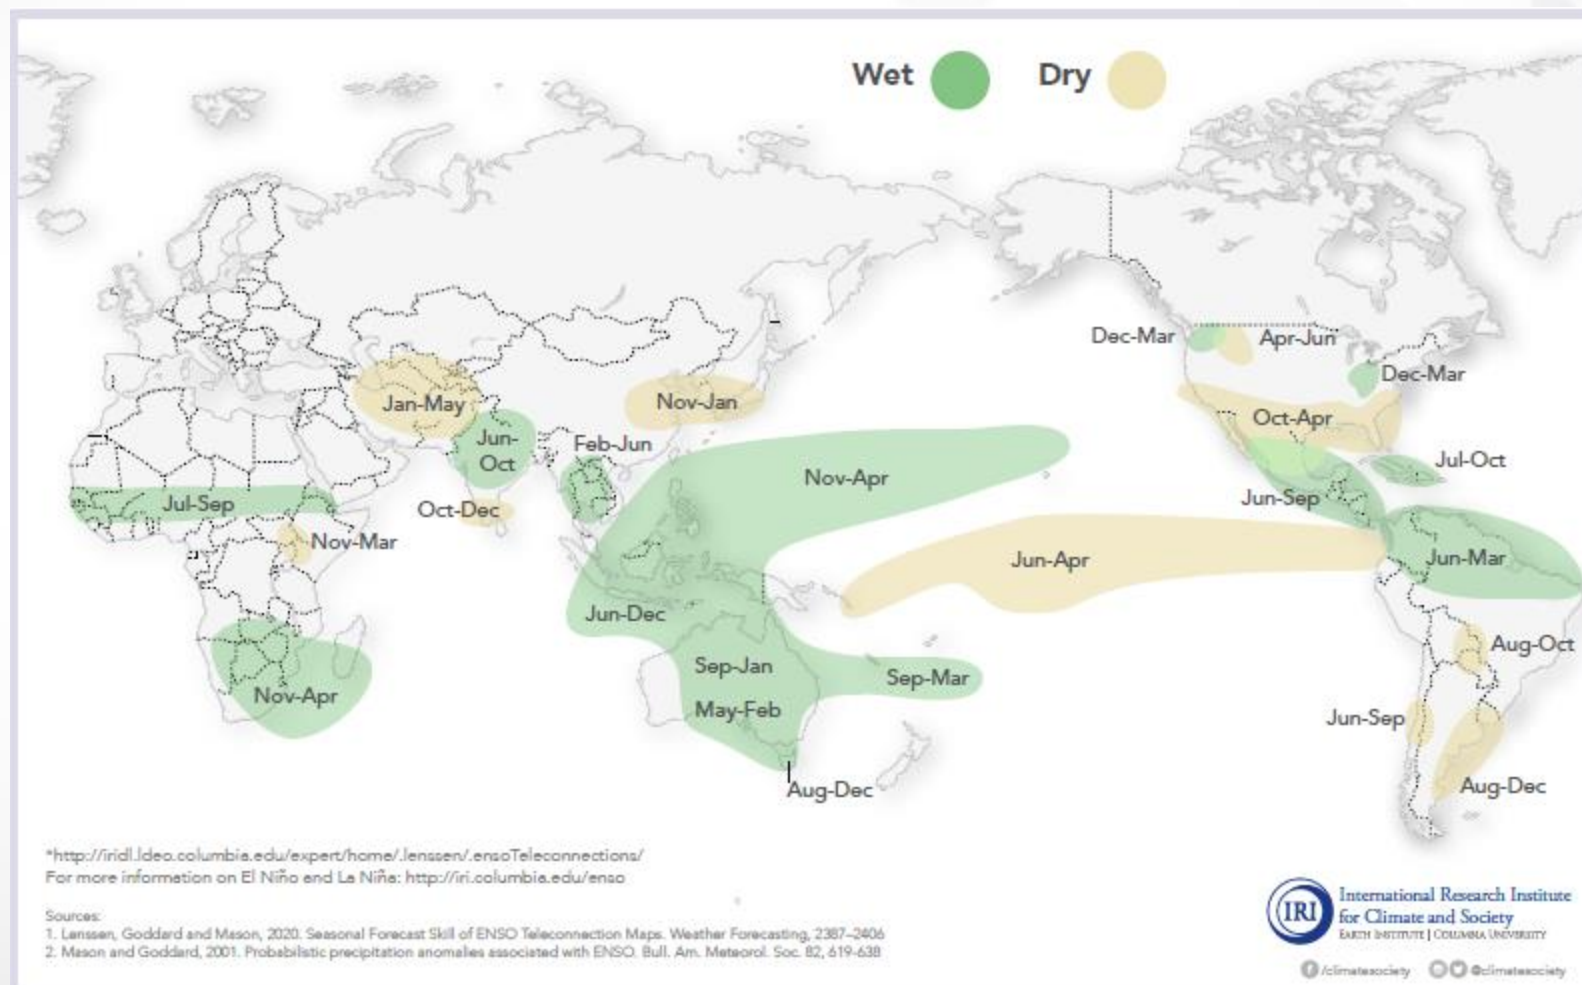 Wet
Dry
Dec-Mar
Apr-Jun
Dec-Mar
Jan-May
Nov-Jan
Oct-Apr
Jun-
Oct
Feb-Jun
Nov-Apr
Jul-Oct
Jul-Sep
Oct-Dec
Jun-Sep
Nov-Mar
Jun-Apr
Jun-Mar
Jun-Dec
Aug-Oct
Sep-Jan
Sep-Mar
Nov-Apr
May-Feb
Jun-Sep
Aug-Dec
Aug-Dec
*http://iridl.ldeo.columbia.edu/expert/home/.lenssen/.ensoTeleconnections/
For more information on El Niño and La Niña: http://iri.columbia.edu/enso
Sources:
1. Lenssen, Goddard and Mason, 2020. Seasonal Forecast Skill of ENSO Teleconnection Maps. Weather Forecasting, 2387–2406
2. Mason and Goddard, 2001. Probabilistic precipitation anomalies associated with ENSO. Bull. Am. Meteorol. Soc. 82, 619-638
IRI
International Research Institute
for Climate and Society
EARTH INSTITUTE | COLUMBIA UNIVERSITY
/climatesociety
@climatesociety